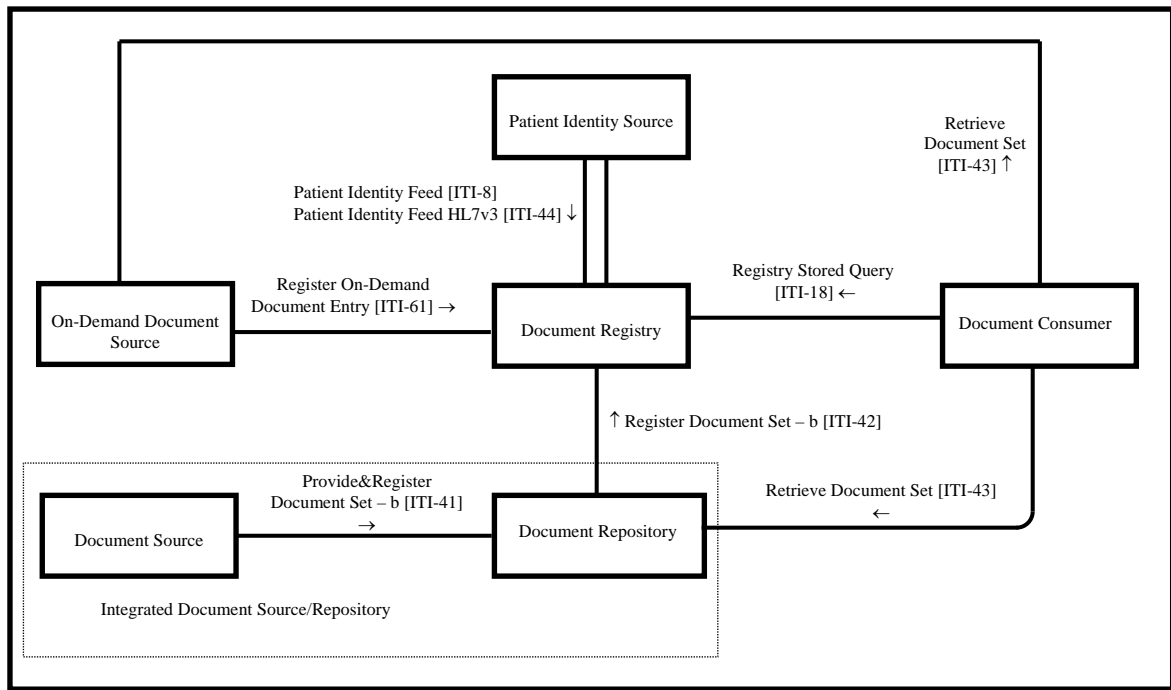 Patient Identity Source
Retrieve
Document Set
[ITI-43] ↑
Patient Identity Feed [ITI-8]
Patient Identity Feed HL7v3 [ITI-44] ↓
Register On-Demand
Document Entry [ITI-61] →
Registry Stored Query
[ITI-18] ←
On-Demand Document
Source
Document Registry
Document Consumer
↑ Register Document Set – b [ITI-42]
Provide&Register
Document Set – b [ITI-41]
→
Retrieve Document Set [ITI-43]
←
Document Source
Document Repository
Integrated Document Source/Repository